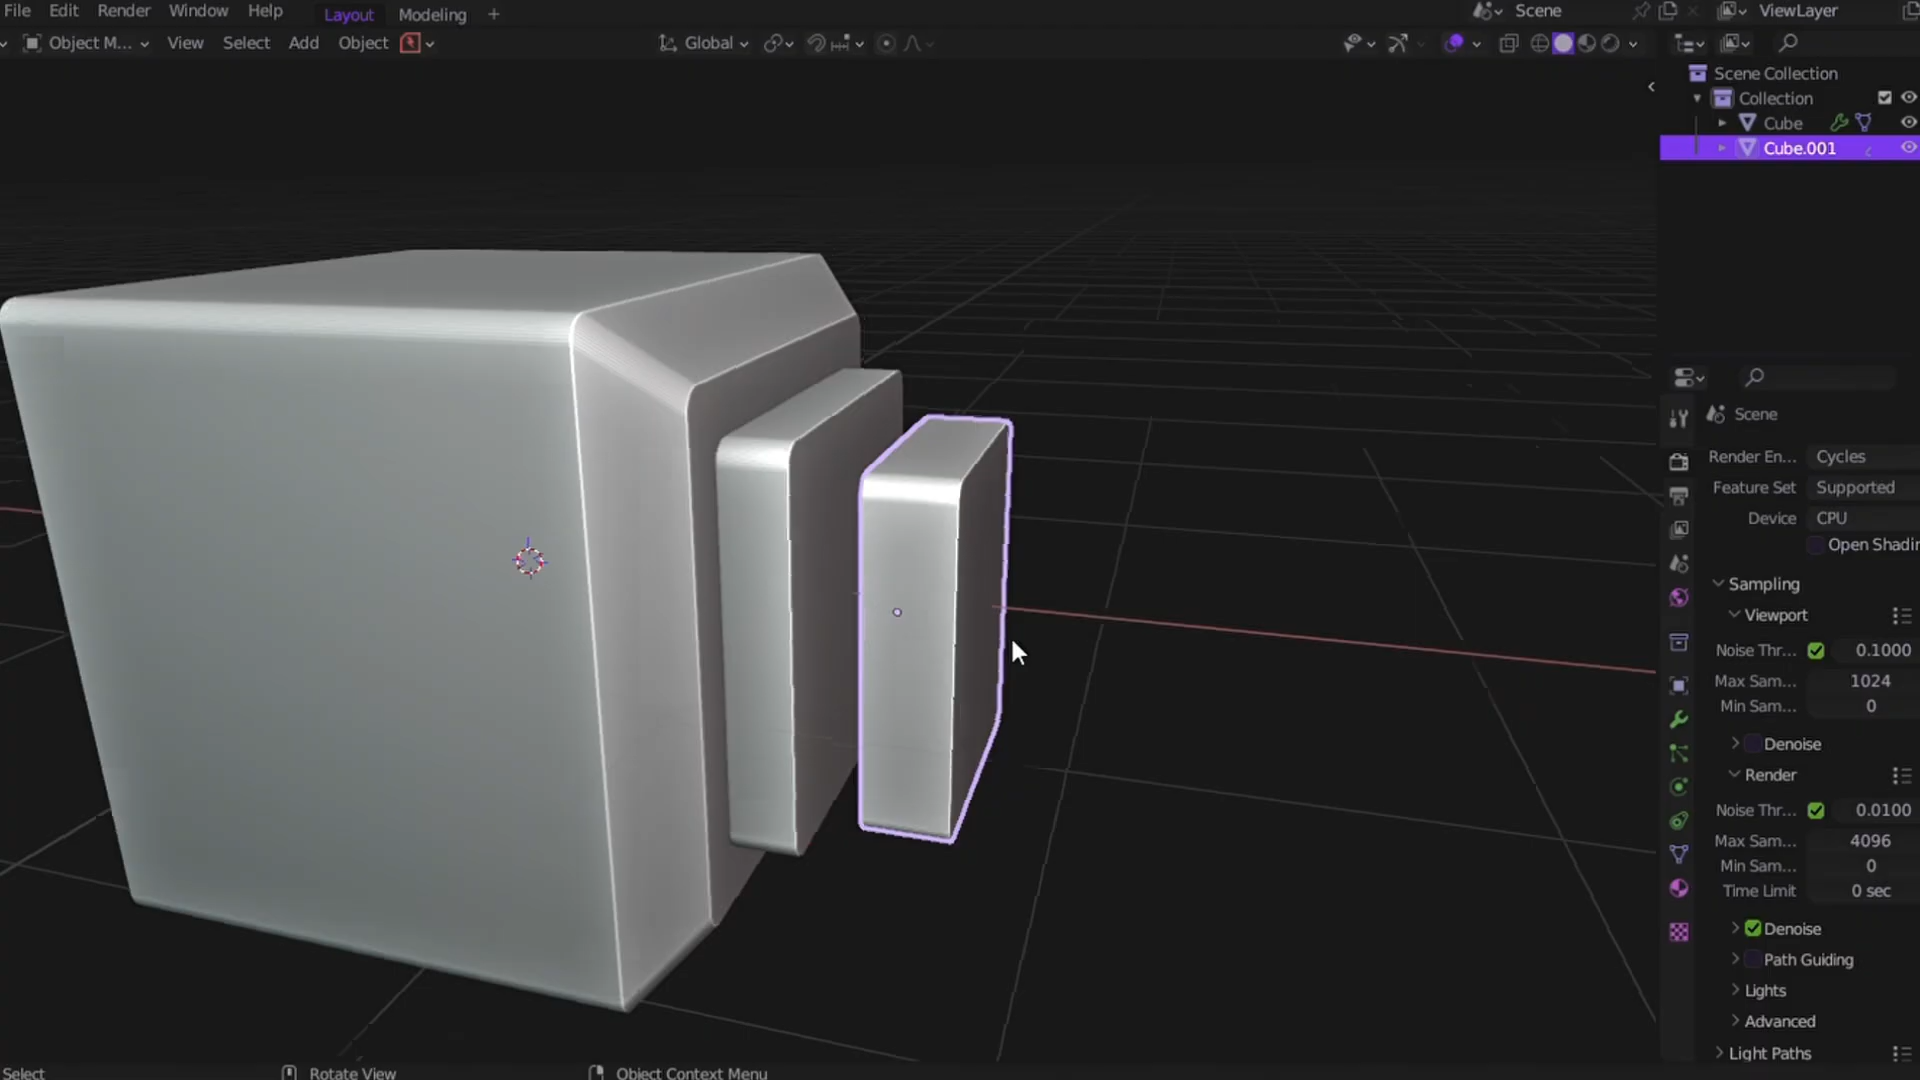 File Edit Render Window Help Layout Modeling + Scene ViewLayer
Object M... View Select Add Object Global
Scene Collection
Collection
Cube
Cube.001
Scene
Render En... Cycles
Feature Set Supported
Device CPU
Open Shadin
Sampling
Viewport
Noise Thr... 0.1000
Max Sam... 1024
Min Sam... 0
Denoise
Render
Noise Thr... 0.0100
Max Sam... 4096
Min Sam... 0
Time Limit 0 sec
Denoise
Path Guiding
Lights
Advanced
Light Paths
Select Rotate View Object Context Menu